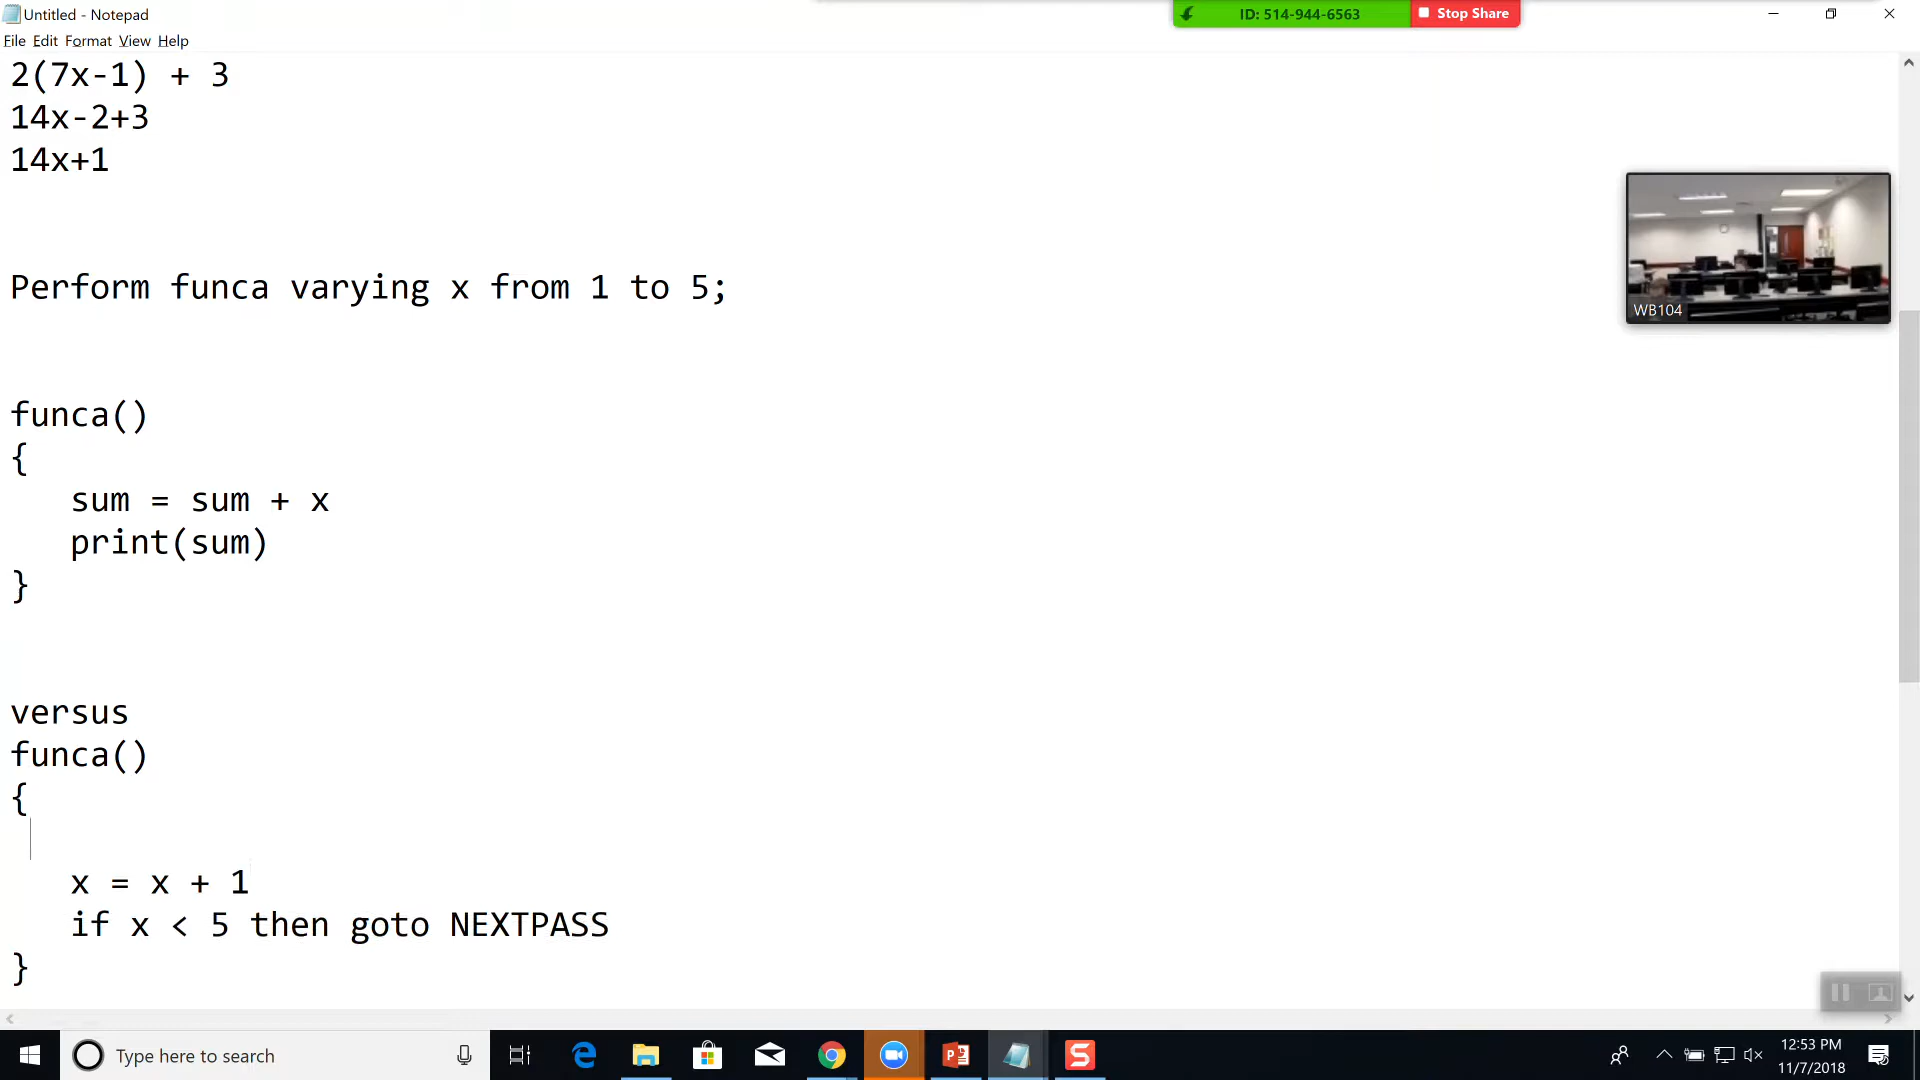 Untitled - Notepad
ID: 514-944-6563
Stop Share
File Edit Format View Help
2(7x-1) + 3
14x-2+3
14x+1
WB104
Perform funca varying x from 1 to 5;
funca()
{
sum = sum + x
print(sum)
}
versus
funca()
{
x = x + 1
if x < 5 then goto NEXTPASS
}
Type here to search
12:53 PM
11/7/2018